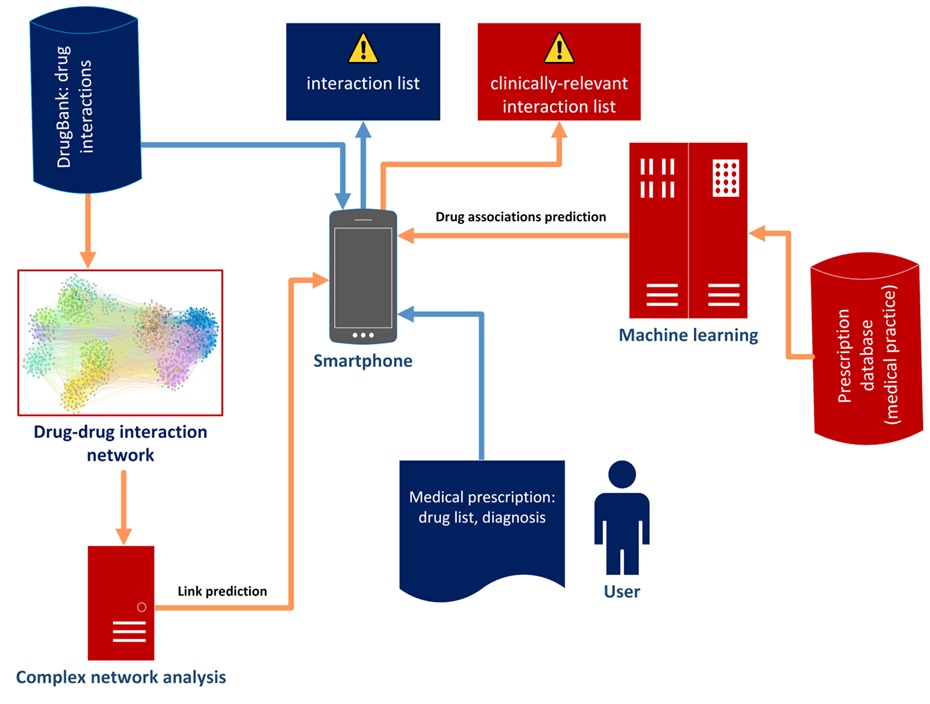 DrugBank: drug
interactions
interaction list
clinically-relevant
interaction list
Drug associations prediction
Machine learning
Prescription
database
(medical practice)
Smartphone
Drug-drug interaction
network
Medical prescription:
drug list, diagnosis
User
Link prediction
Complex network analysis